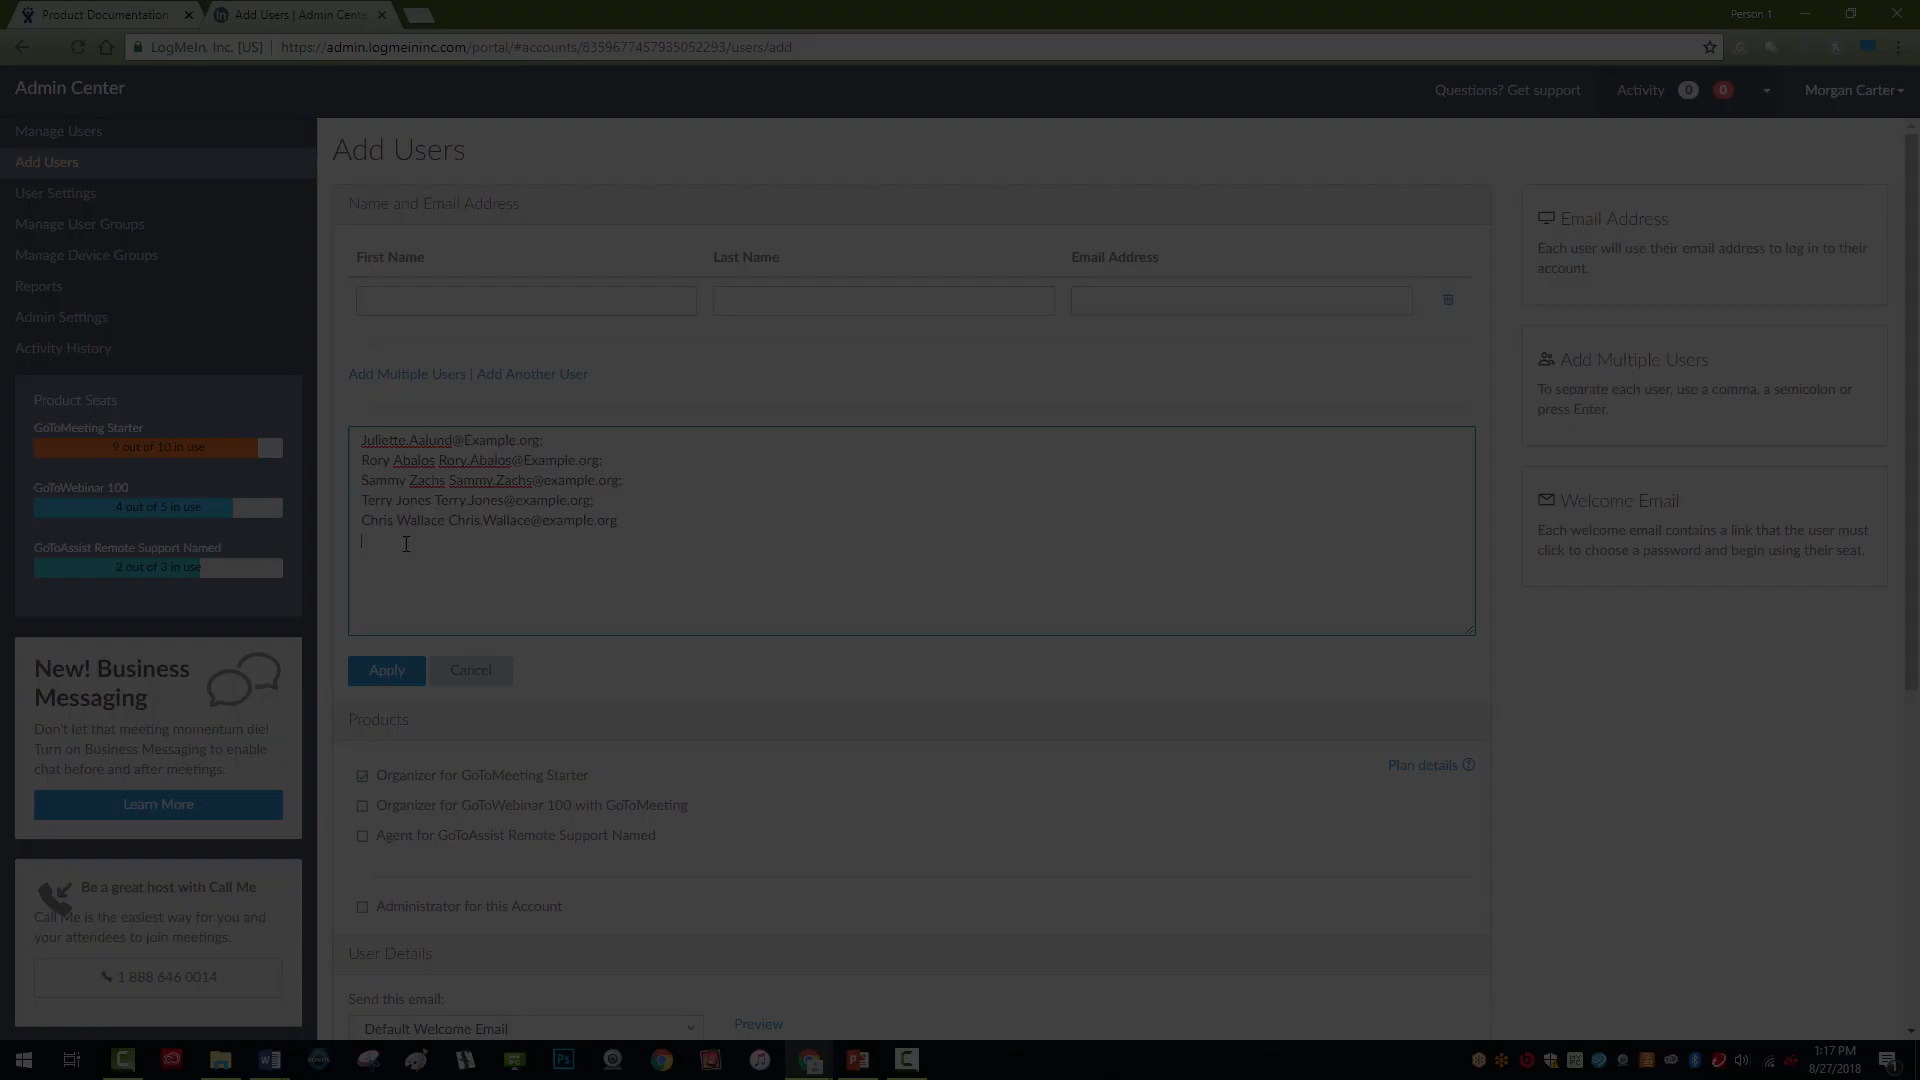 Product Documentation
Add Users | Admin Cente
Person 1
LogMeIn, Inc. [US]
https://admin.logmeininc.com/portal/#accounts/8359677457935052293/users/add
Admin Center
Questions? Get support
Activity 0 0
Morgan Carter
Manage Users
Add Users
User Settings
Manage User Groups
Manage Device Groups
Reports
Admin Settings
Activity History
Product Seats
GoToMeeting Starter
9 out of 10 in use
GoToWebinar 100
4 out of 5 in use
GoToAssist Remote Support Named
2 out of 3 in use
New! Business
Messaging
Don't let that meeting momentum die!
Turn on Business Messaging to enable
chat before and after meetings.
Learn More
Be a great host with Call Me
Call Me is the easiest way for you and
your attendees to join meetings.
1 888 646 0014
Add Users
Name and Email Address
First Name
Last Name
Email Address
Add Multiple Users | Add Another User
Juliette.Aalund@Example.org;
Rory Abalos Rory.Abalos@Example.org;
Sammy Zachs Sammy.Zachs@example.org;
Terry Jones Terry.Jones@example.org;
Chris Wallace Chris.Wallace@example.org
Apply
Cancel
Products
Plan details
Organizer for GoToMeeting Starter
Organizer for GoToWebinar 100 with GoToMeeting
Agent for GoToAssist Remote Support Named
Administrator for this Account
User Details
Send this email:
Default Welcome Email
Preview
Email Address
Each user will use their email address to log in to their
account.
Add Multiple Users
To separate each user, use a comma, a semicolon or
press Enter.
Welcome Email
Each welcome email contains a link that the user must
click to choose a password and begin using their seat.
1:17 PM
8/27/2018